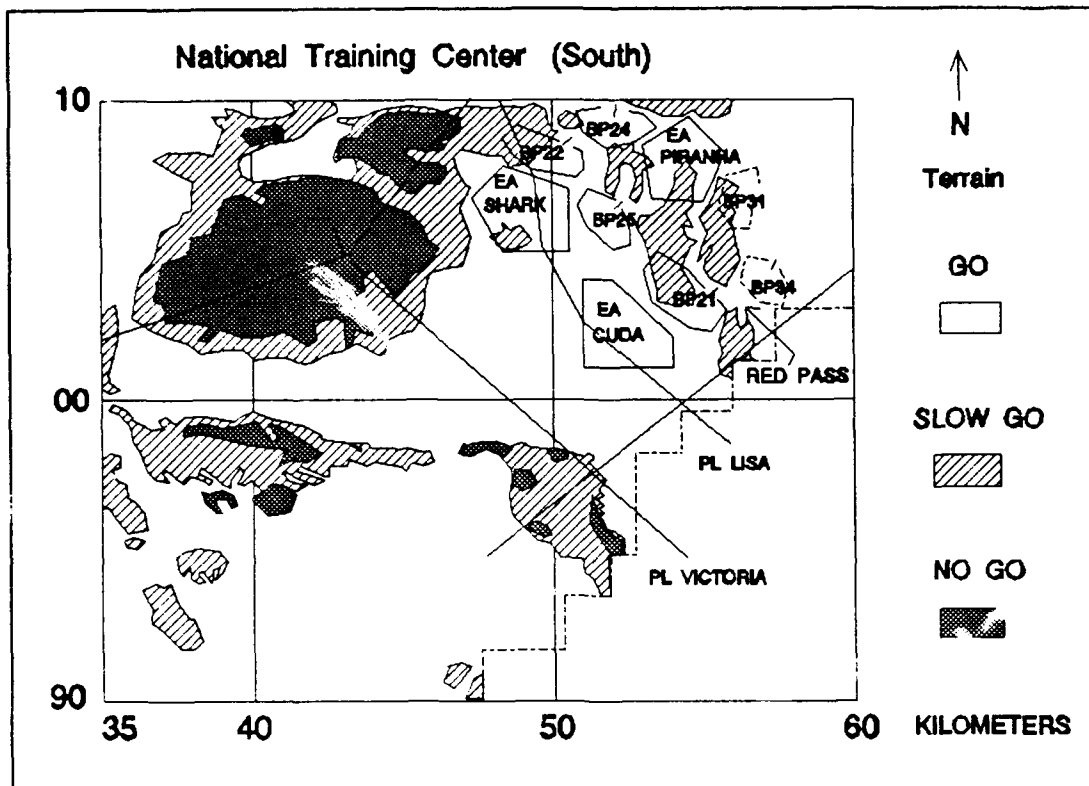 National Training Center (South)
10
N
BP24
EA
PIRANHA
BP22
Terrain
EA
SHARK
BP31
BP25
GO
BP34
BP21
EA
CUDA
RED PASS
00
SLOW GO
PL LISA
NO GO
PL VICTORIA
90
35
40
50
60
KILOMETERS